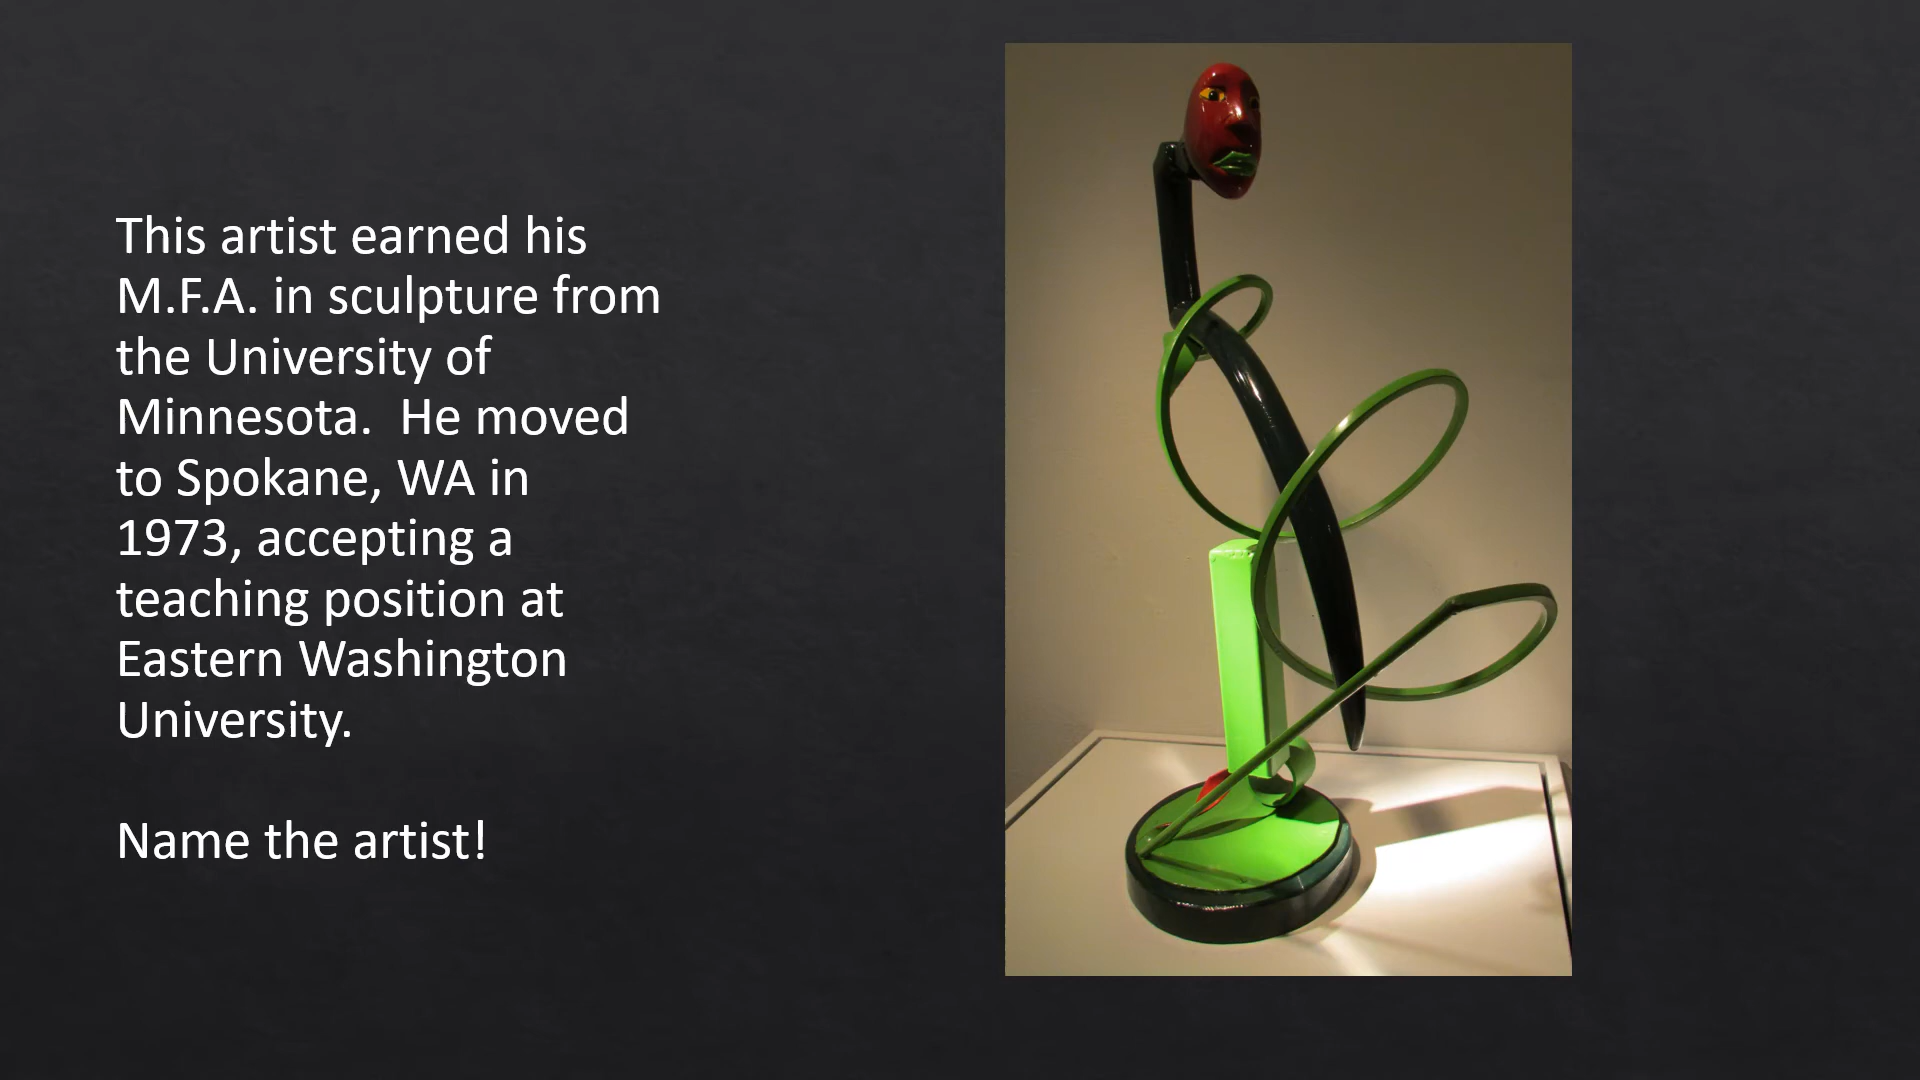 This artist earned his
M.F.A. in sculpture from
the University of
Minnesota.  He moved
to Spokane, WA in
1973, accepting a
teaching position at
Eastern Washington
University.
Name the artist!